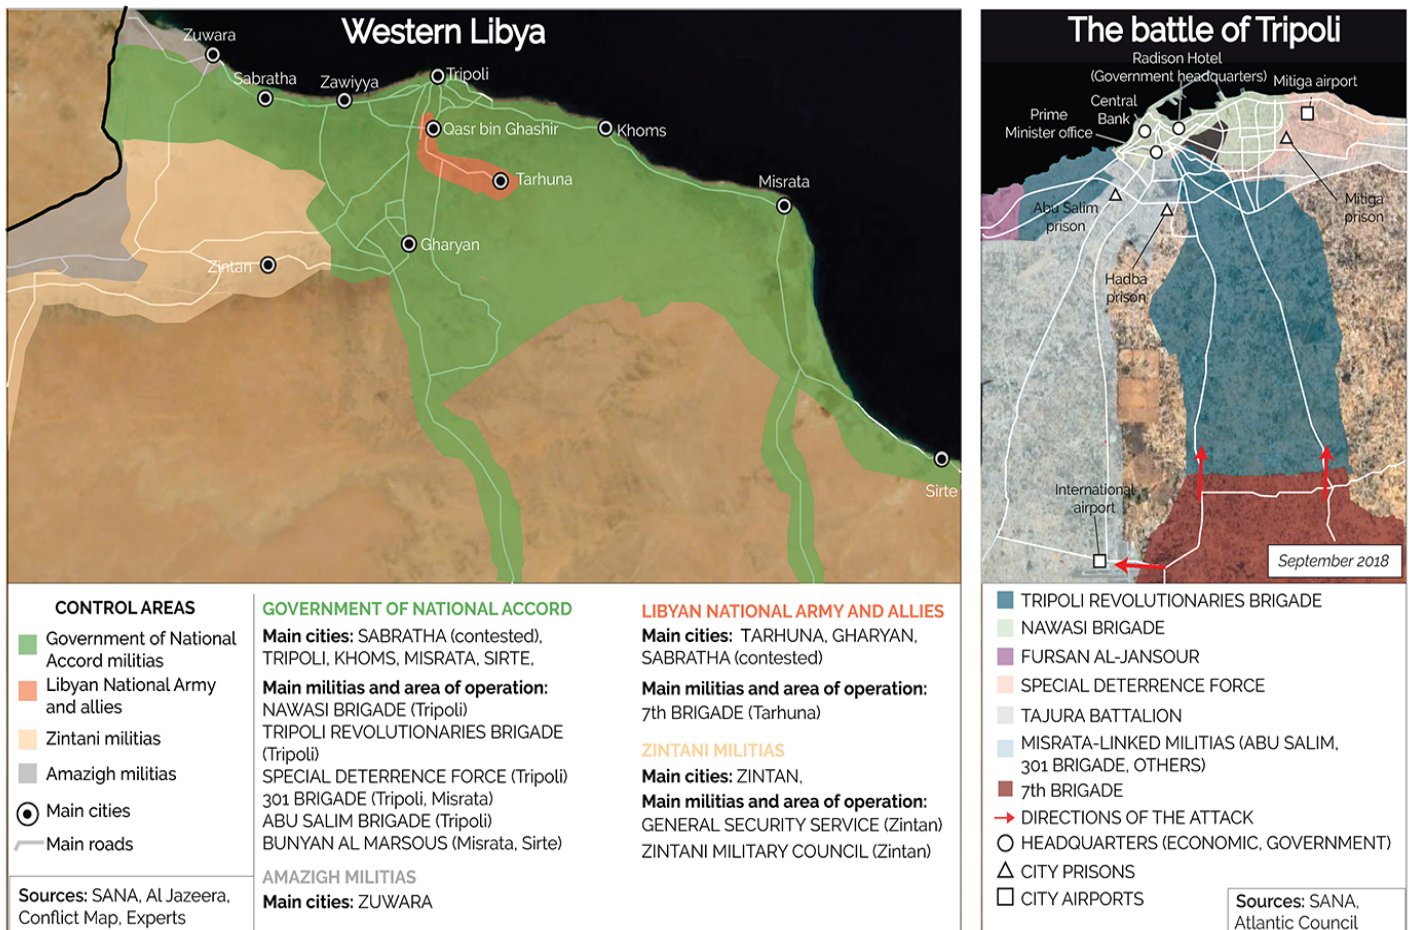 Western Libya
Zuwara
Sabratha
Zawiyya
Tripoli
Qasr bin Ghashir
Khoms
Tarhuna
Misrata
Gharyan
Zintan
Sirte
CONTROL AREAS
Government of National
Accord militias
Libyan National Army
and allies
Zintani militias
Amazigh militias
Main cities
Main roads
Sources: SANA, Al Jazeera,
Conflict Map, Experts
GOVERNMENT OF NATIONAL ACCORD
Main cities: SABRATHA (contested),
TRIPOLI, KHOMS, MISRATA, SIRTE,
Main militias and area of operation:
NAWASI BRIGADE (Tripoli)
TRIPOLI REVOLUTIONARIES BRIGADE
(Tripoli)
SPECIAL DETERRENCE FORCE (Tripoli)
301 BRIGADE (Tripoli, Misrata)
ABU SALIM BRIGADE (Tripoli)
BUNYAN AL MARSOUS (Misrata, Sirte)
AMAZIGH MILITIAS
Main cities: ZUWARA
LIBYAN NATIONAL ARMY AND ALLIES
Main cities: TARHUNA, GHARYAN,
SABRATHA (contested)
Main militias and area of operation:
7th BRIGADE (Tarhuna)
ZINTANI MILITIAS
Main cities: ZINTAN,
Main militias and area of operation:
GENERAL SECURITY SERVICE (Zintan)
ZINTANI MILITARY COUNCIL (Zintan)
The battle of Tripoli
Radison Hotel
(Government headquarters)
Mitiga airport
Central
Bank
Prime
Minister office
Abu Salim
prison
Mitiga
prison
Hadba
prison
International
airport
September 2018
TRIPOLI REVOLUTIONARIES BRIGADE
NAWASI BRIGADE
FURSAN AL-JANSOUR
SPECIAL DETERRENCE FORCE
TAJURA BATTALION
MISRATA-LINKED MILITIAS (ABU SALIM,
301 BRIGADE, OTHERS)
7th BRIGADE
DIRECTIONS OF THE ATTACK
HEADQUARTERS (ECONOMIC, GOVERNMENT)
CITY PRISONS
CITY AIRPORTS
Sources: SANA,
Atlantic Council